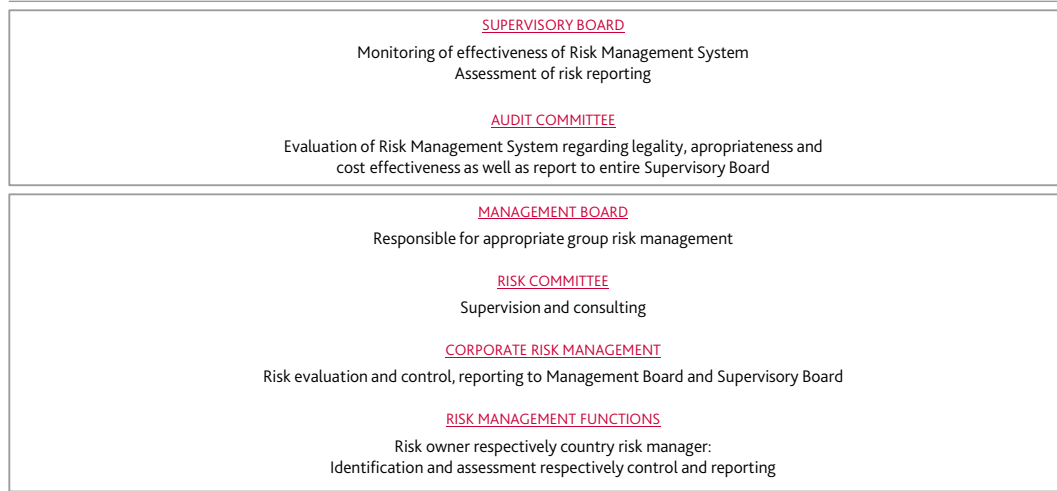 SUPERVISORY BOARD
Monitoring of effectiveness of Risk Management System
Assessment of risk reporting
AUDIT COMMITTEE
Evaluation of Risk Management System regarding legality, apropriateness and
cost effectiveness as well as report to entire Supervisory Board
MANAGEMENT BOARD
Responsible for appropriate group risk management
RISK COMMITTEE
Supervision and consulting
CORPORATE RISK MANAGEMENT
Risk evaluation and control, reporting to Management Board and Supervisory Board
RISK MANAGEMENT FUNCTIONS
Risk owner respectively country risk manager:
Identification and assessment respectively control and reporting